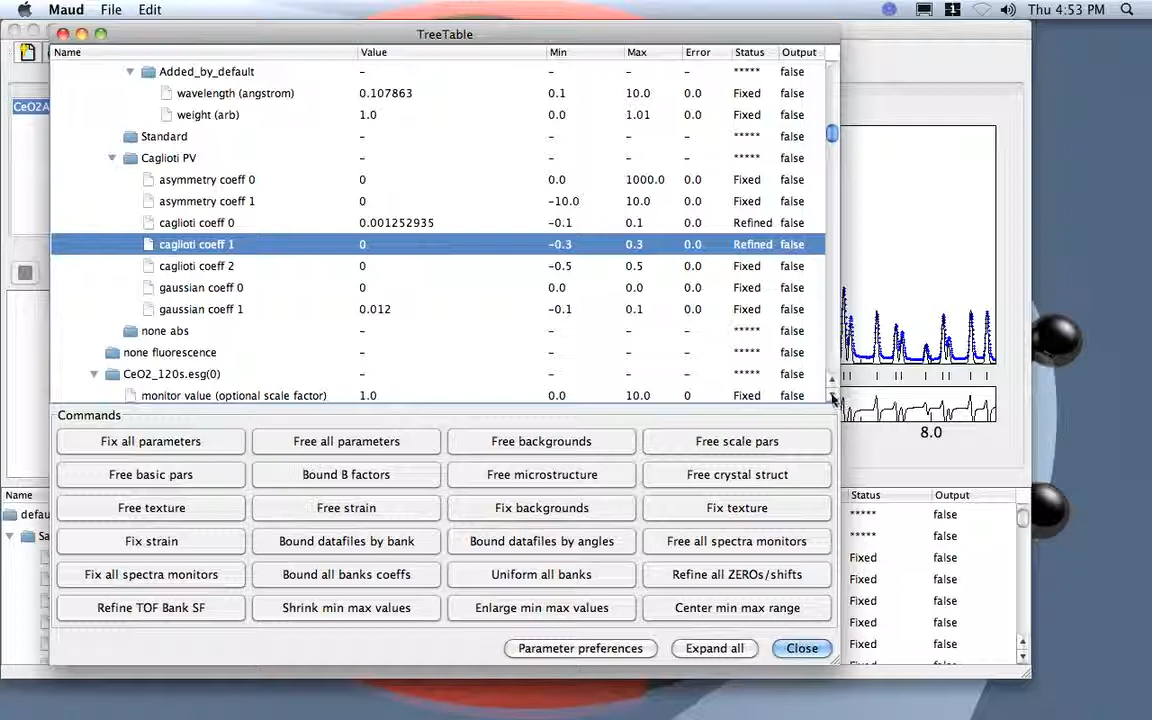 Maud File Edit Thu 4:53 PM
TreeTable
Name Value Min Max Error Status Output
Added_by_default – – – – ***** false
wavelength (angstrom) 0.107863 0.1 10.0 0.0 Fixed false
weight (arb) 1.0 0.0 1.01 0.0 Fixed false
Standard – – – – ***** false
Caglioti PV – – – – ***** false
asymmetry coeff 0 0 0.0 1000.0 0.0 Fixed false
asymmetry coeff 1 0 -10.0 10.0 0.0 Fixed false
caglioti coeff 0 0.001252935 -0.1 0.1 0.0 Refined false
caglioti coeff 1 0 -0.3 0.3 0.0 Refined false
caglioti coeff 2 0 -0.5 0.5 0.0 Fixed false
gaussian coeff 0 0 0.0 0.0 0.0 Fixed false
gaussian coeff 1 0.012 -0.1 0.1 0.0 Fixed false
none abs – – – – ***** false
none fluorescence – – – – ***** false
CeO2_120s.esg(0) – – – – ***** false
monitor value (optional scale factor) 1.0 0.0 10.0 0 Fixed false
CeO2A
8.0
Commands
Fix all parameters Free all parameters Free backgrounds Free scale pars
Free basic pars Bound B factors Free microstructure Free crystal struct
Free texture Free strain Fix backgrounds Fix texture
Fix strain Bound datafiles by bank Bound datafiles by angles Free all spectra monitors
Fix all spectra monitors Bound all banks coeffs Uniform all banks Refine all ZEROs/shifts
Refine TOF Bank SF Shrink min max values Enlarge min max values Center min max range
Parameter preferences Expand all Close
Name Status Output
defau ***** false
Sa ***** false
Fixed false
Fixed false
Fixed false
Fixed false
Fixed false